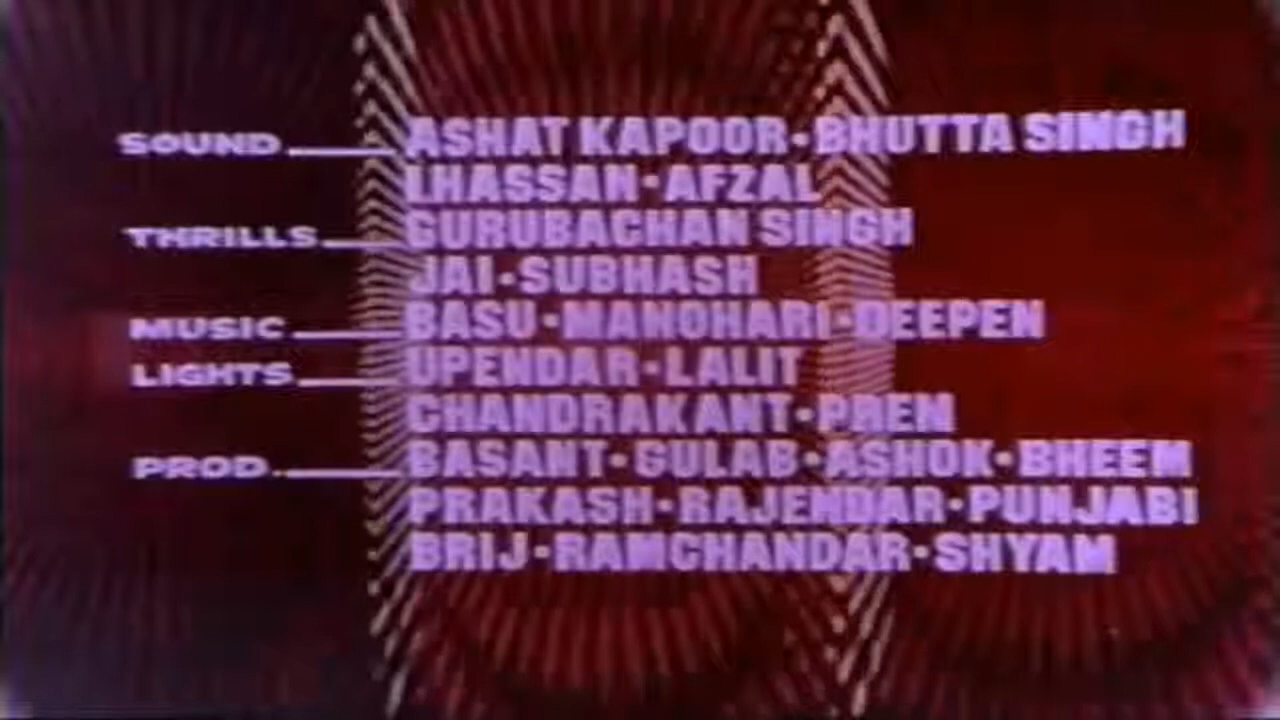 SOUND ASHAT KAPOOR·BHUTTA SINGH
LHASSAN·AFZAL
THRILLS GURUBACHAN SINGH
JAI·SUBHASH
MUSIC BASU·MANOHARI·DEEPEN
LIGHTS UPENDAR·LALIT
CHANDRAKANT·PREM
PROD.. BASANT·GULAB·ASHOK·BHEEM
PRAKASH·RAJENDAR·PUNJABI
BRIJ·RAMCHANDAR·SHYAM